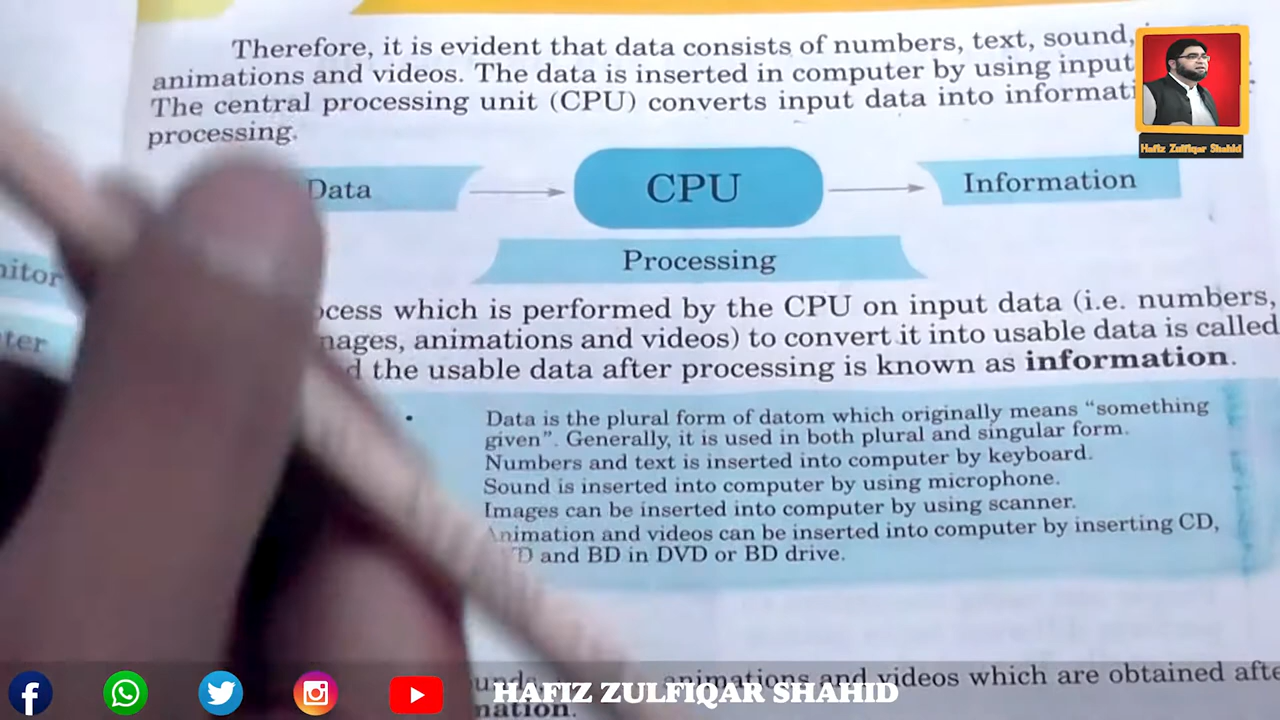 Therefore, it is evident that data consists of numbers, text, sound,
animations and videos. The data is inserted in computer by using input
The central processing unit (CPU) converts input data into informati
processing.
Hafiz Zulfiqar Shahid
Data
CPU
Information
Processing
nitor
ter
ocess which is performed by the CPU on input data (i.e. numbers,
mages, animations and videos) to convert it into usable data is called
d the usable data after processing is known as information.
Data is the plural form of datom which originally means “something
given”. Generally, it is used in both plural and singular form.
Numbers and text is inserted into computer by keyboard.
Sound is inserted into computer by using microphone.
Images can be inserted into computer by using scanner.
Animation and videos can be inserted into computer by inserting CD,
D and BD in DVD or BD drive.
animations and videos which are obtained afte
mation.
HAFIZ ZULFIQAR SHAHID